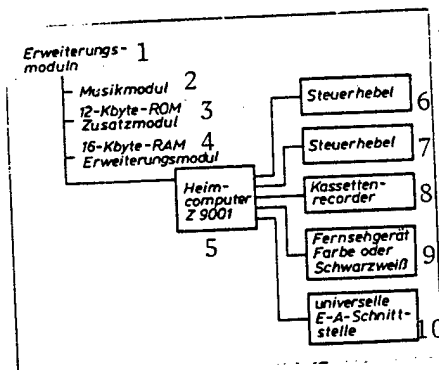 Erweiterungs- 1
moduln
Musikmodul 2
12-Kbyte-ROM 3
Zusatzmodul
16-Kbyte-RAM 4
Erweiterungsmodul
Heim-
computer
Z 9001
5
Steuerhebel 6
Steuerhebel 7
Kassetten- 8
recorder
Fernsehgerät
Farbe oder 9
Schwarzweiß
universelle
E-A-Schnitt-
stelle 10